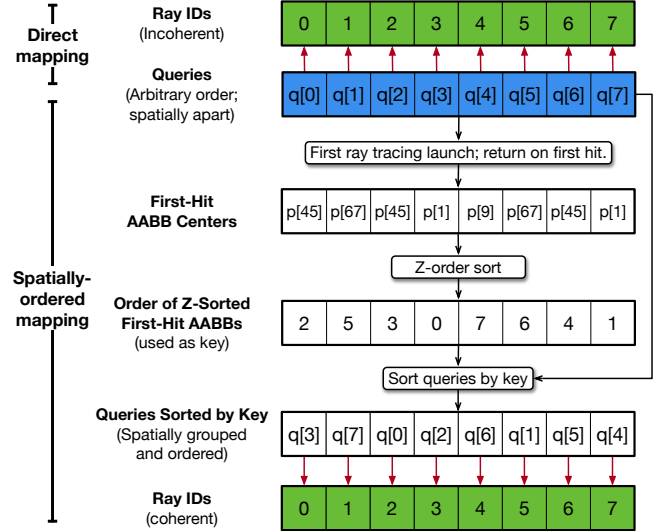 Direct
mapping
Ray IDs
(Incoherent)
0 1 2 3 4 5 6 7
Queries
(Arbitrary order;
spatially apart)
q[0] q[1] q[2] q[3] q[4] q[5] q[6] q[7]
First ray tracing launch; return on first hit.
First-Hit
AABB Centers
p[45] p[67] p[45] p[1] p[9] p[67] p[45] p[1]
Z-order sort
Spatially-
ordered
mapping
Order of Z-Sorted
First-Hit AABBs
(used as key)
2 5 3 0 7 6 4 1
Sort queries by key
Queries Sorted by Key
(Spatially grouped
and ordered)
q[3] q[7] q[0] q[2] q[6] q[1] q[5] q[4]
Ray IDs
(coherent)
0 1 2 3 4 5 6 7